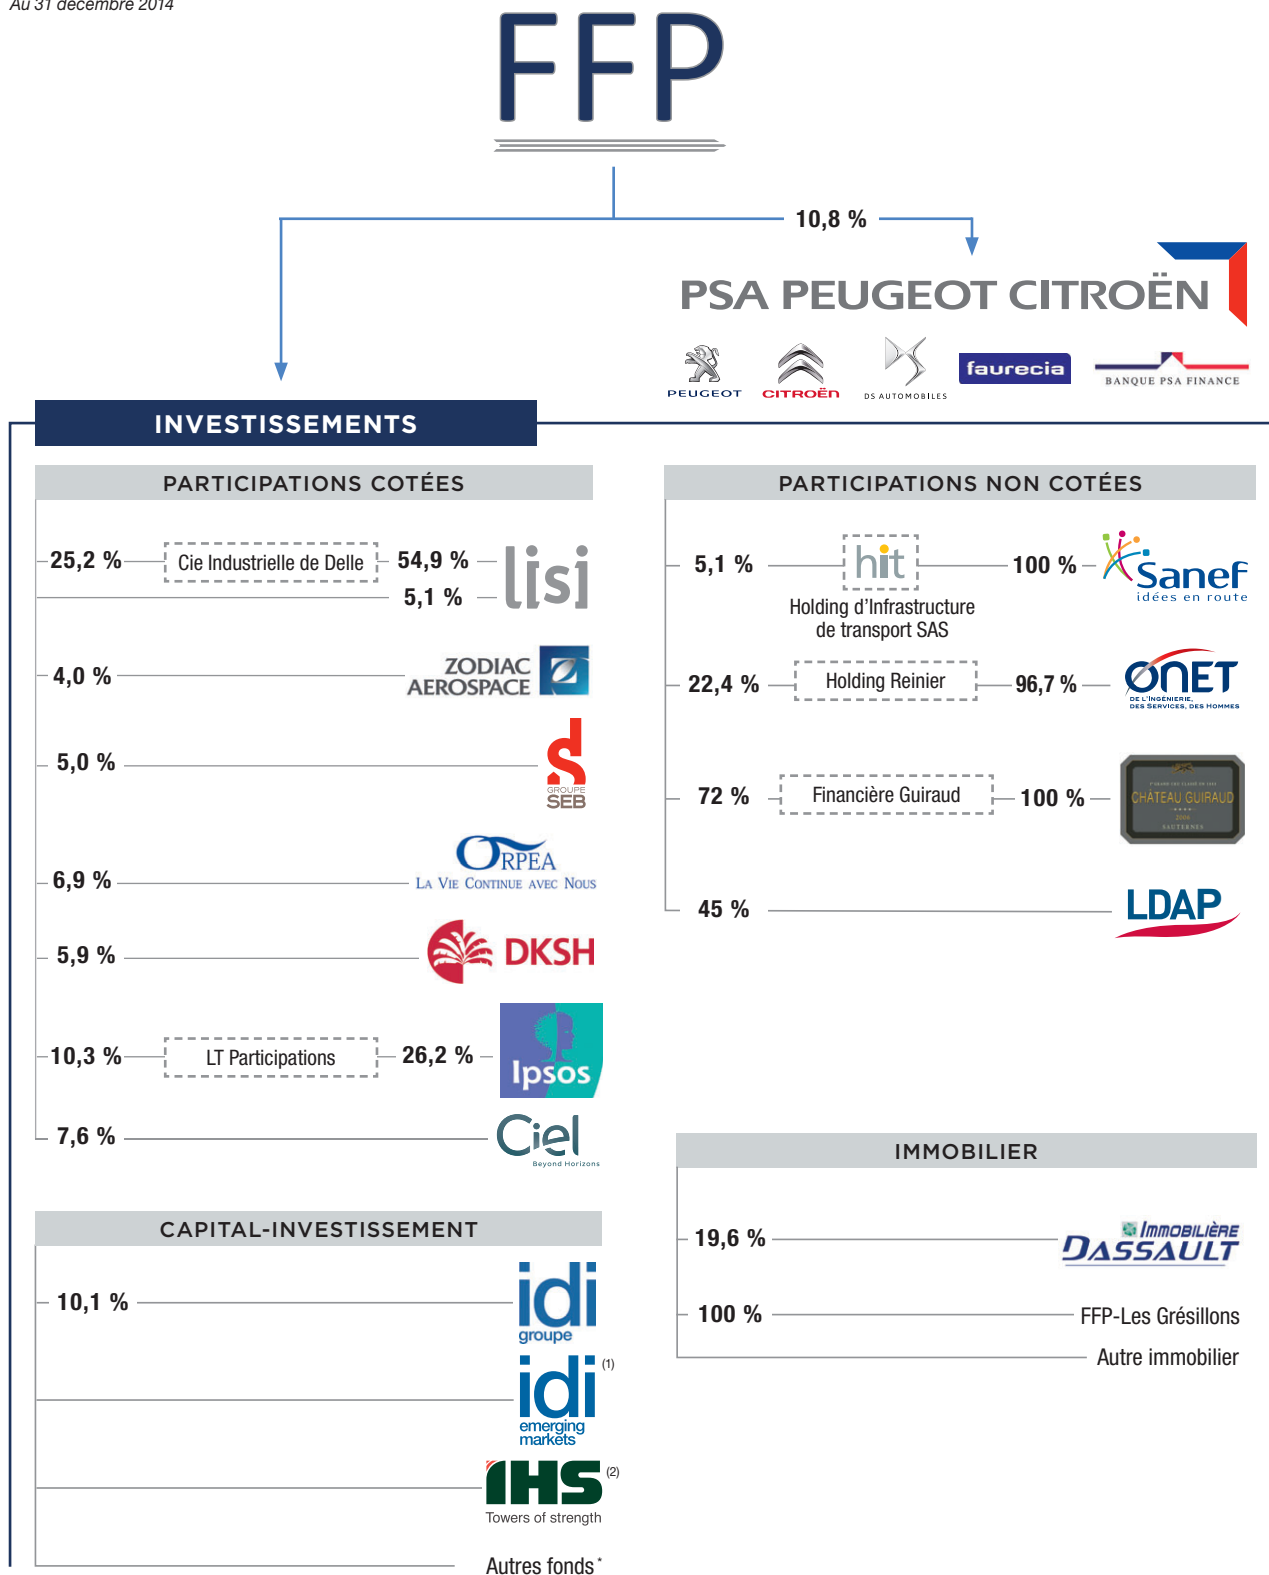 Au 31 décembre 2014
FFP
10,8 %
PSA PEUGEOT CITROËN
PEUGEOT
CITROËN
DS AUTOMOBILES
faurecia
BANQUE PSA FINANCE
INVESTISSEMENTS
PARTICIPATIONS COTÉES
25,2 %
Cie Industrielle de Delle
54,9 %
lisi
5,1 %
4,0 %
ZODIAC
AEROSPACE
5,0 %
GROUPE
SEB
6,9 %
ORPEA
LA VIE CONTINUE AVEC NOUS
5,9 %
DKSH
10,3 %
LT Participations
26,2 %
Ipsos
7,6 %
Ciel
Beyond Horizons
PARTICIPATIONS NON COTÉES
5,1 %
hit
100 %
Sanef
idées en route
Holding d'Infrastructure
de transport SAS
22,4 %
Holding Reinier
96,7 %
ONET
DE L'INGÉNIERIE,
DES SERVICES, DES HOMMES
72 %
Financière Guiraud
100 %
CHÂTEAU GUIRAUD
2006
SAUTERNES
45 %
LDAP
CAPITAL-INVESTISSEMENT
10,1 %
idi
groupe
idi (1)
emerging
markets
IHS (2)
Towers of strength
Autres fonds *
IMMOBILIER
19,6 %
IMMOBILIÈRE
DASSAULT
100 %
FFP-Les Grésillons
Autre immobilier